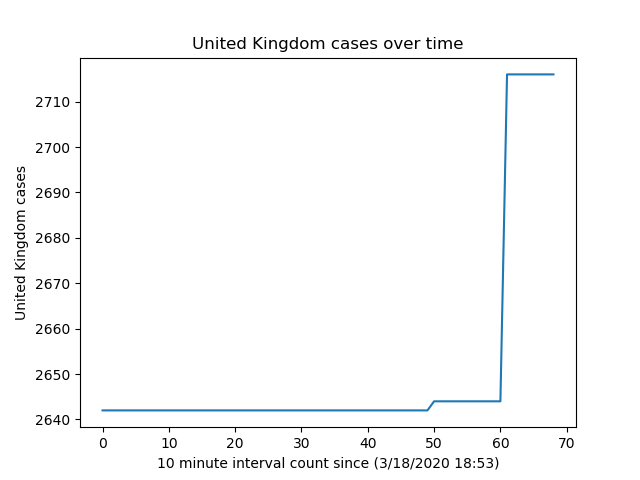 United Kingdom cases over time
United Kingdom cases
2710
2700
2690
2680
2670
2660
2650
2640
0 10 20 30 40 50 60 70
10 minute interval count since (3/18/2020 18:53)